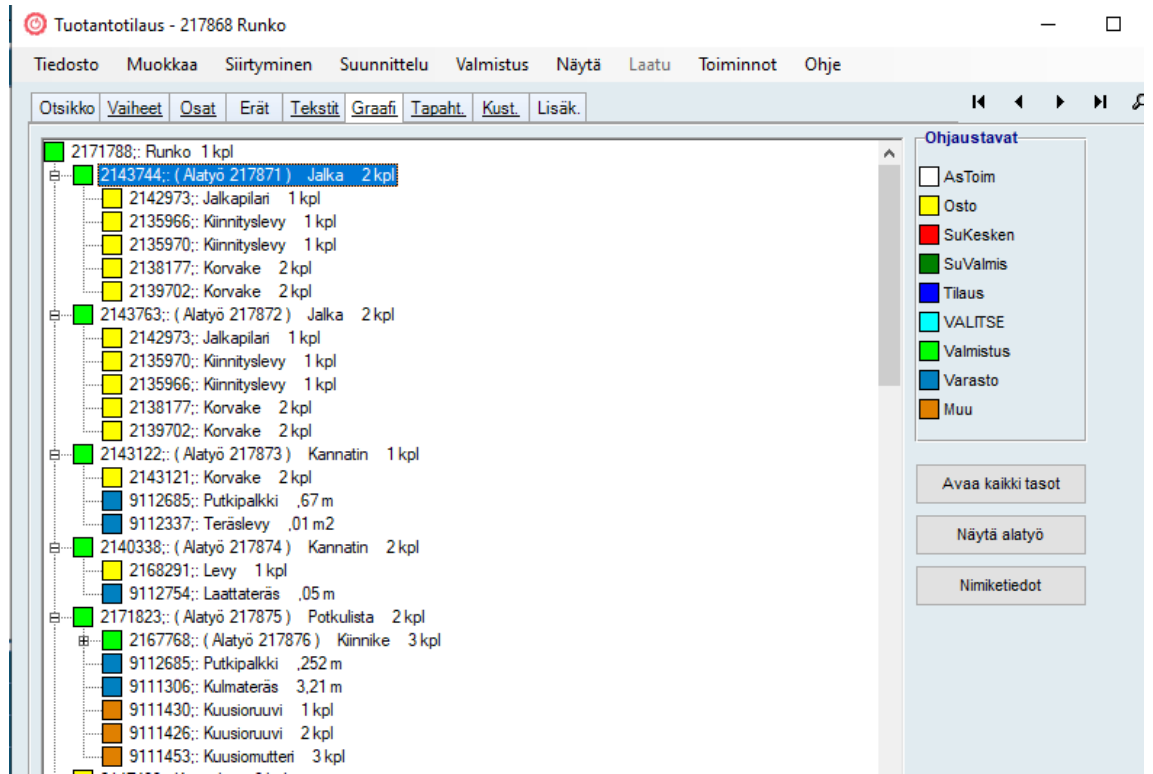 Tuotantotilaus - 217868 Runko
Tiedosto Muokkaa Siirtyminen Suunnittelu Valmistus Näytä Laatu Toiminnot Ohje
Otsikko Vaiheet Osat Erät Tekstit Graafi Tapaht. Kust. Lisäk.
2171788;: Runko 1 kpl
2143744;: ( Alatyö 217871 ) Jalka 2 kpl
2142973;: Jalkapilari 1 kpl
2135966;: Kiinnityslevy 1 kpl
2135970;: Kiinnityslevy 1 kpl
2138177;: Korvake 2 kpl
2139702;: Korvake 2 kpl
2143763;: ( Alatyö 217872 ) Jalka 2 kpl
2142973;: Jalkapilari 1 kpl
2135970;: Kiinnityslevy 1 kpl
2135966;: Kiinnityslevy 1 kpl
2138177;: Korvake 2 kpl
2139702;: Korvake 2 kpl
2143122;: ( Alatyö 217873 ) Kannatin 1 kpl
2143121;: Korvake 2 kpl
9112685;: Putkipalkki ,67 m
9112337;: Teräslevy ,01 m2
2140338;: ( Alatyö 217874 ) Kannatin 2 kpl
2168291;: Levy 1 kpl
9112754;: Laattateräs ,05 m
2171823;: ( Alatyö 217875 ) Potkulista 2 kpl
2167768;: ( Alatyö 217876 ) Kiinnike 3 kpl
9112685;: Putkipalkki ,252 m
9111306;: Kulmateräs 3,21 m
9111430;: Kuusioruuvi 1 kpl
9111426;: Kuusioruuvi 2 kpl
9111453;: Kuusiomutteri 3 kpl
Ohjaustavat
AsToim
Osto
SuKesken
SuValmis
Tilaus
VALITSE
Valmistus
Varasto
Muu
Avaa kaikki tasot
Näytä alatyö
Nimiketiedot